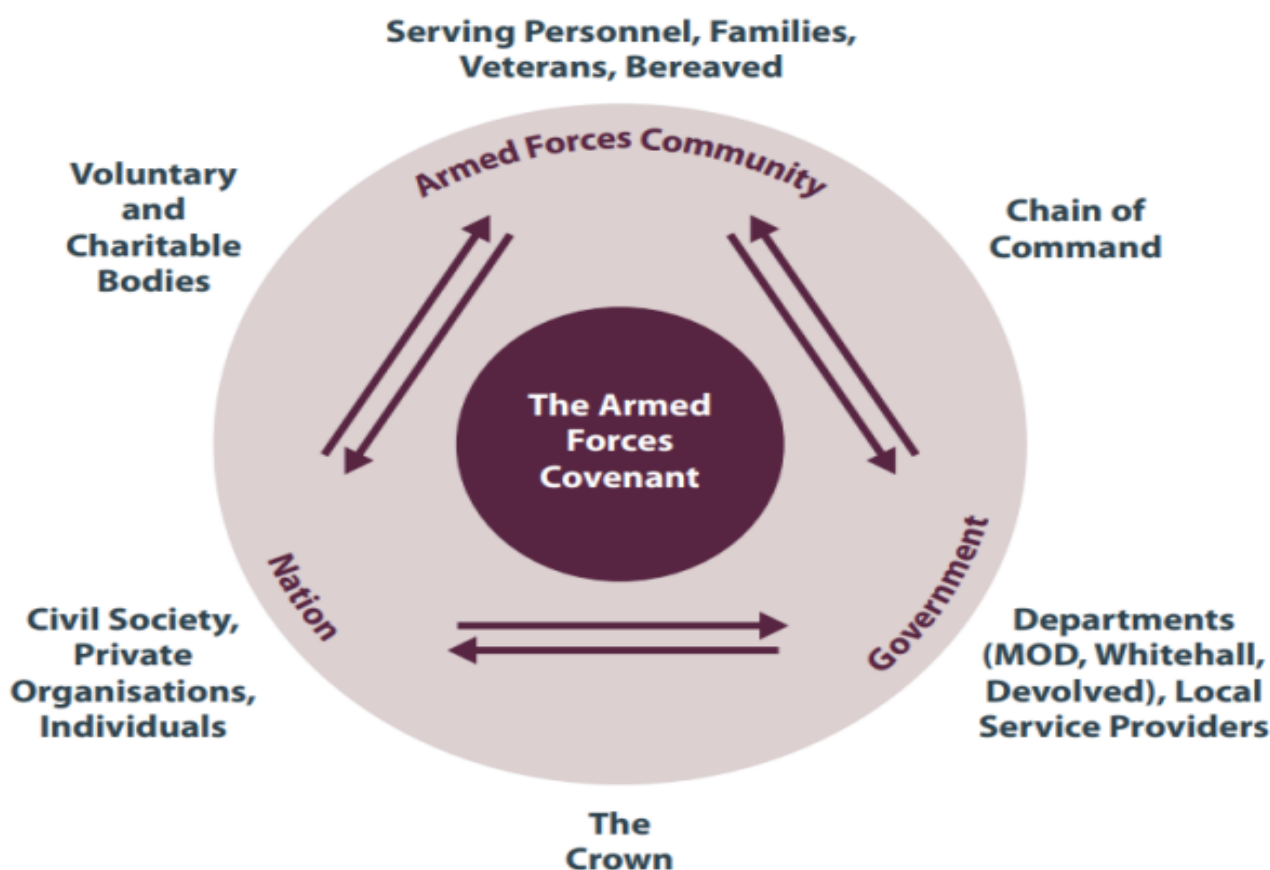 Serving Personnel, Families,
Veterans, Bereaved
Armed Forces Community
Voluntary
and
Charitable
Bodies
Chain of
Command
The Armed
Forces
Covenant
Nation
Government
Civil Society,
Private
Organisations,
Individuals
Departments
(MOD, Whitehall,
Devolved), Local
Service Providers
The
Crown